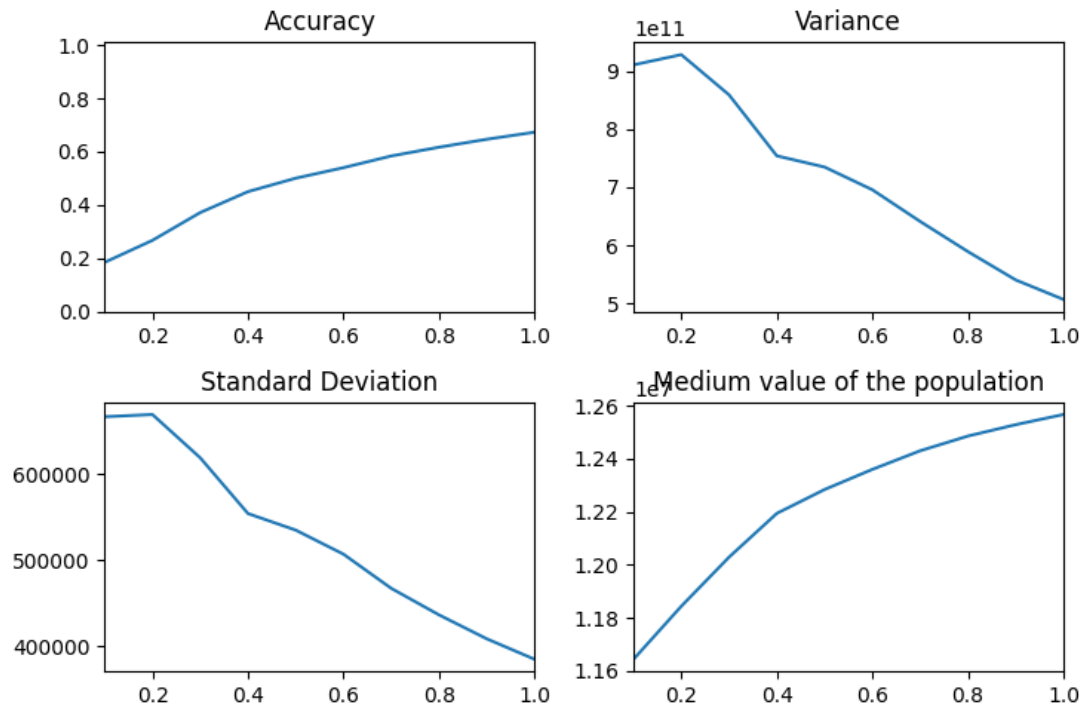 Accuracy
1.0
0.8
0.6
0.4
0.2
0.0
0.2 0.4 0.6 0.8 1.0
Variance
1e11
9
8
7
6
5
0.2 0.4 0.6 0.8 1.0
Standard Deviation
600000
500000
400000
0.2 0.4 0.6 0.8 1.0
Medium value of the population
1e7
1.26
1.24
1.22
1.20
1.18
1.16
0.2 0.4 0.6 0.8 1.0